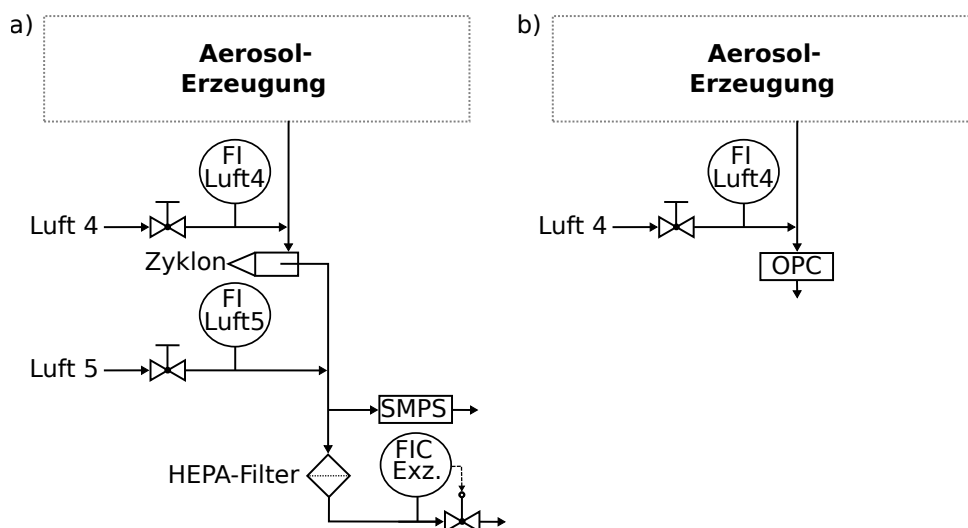 a)
Aerosol-
Erzeugung
FI
Luft4
Luft 4
Zyklon
FI
Luft5
Luft 5
SMPS
FIC
Exz.
HEPA-Filter
b)
Aerosol-
Erzeugung
FI
Luft4
Luft 4
OPC